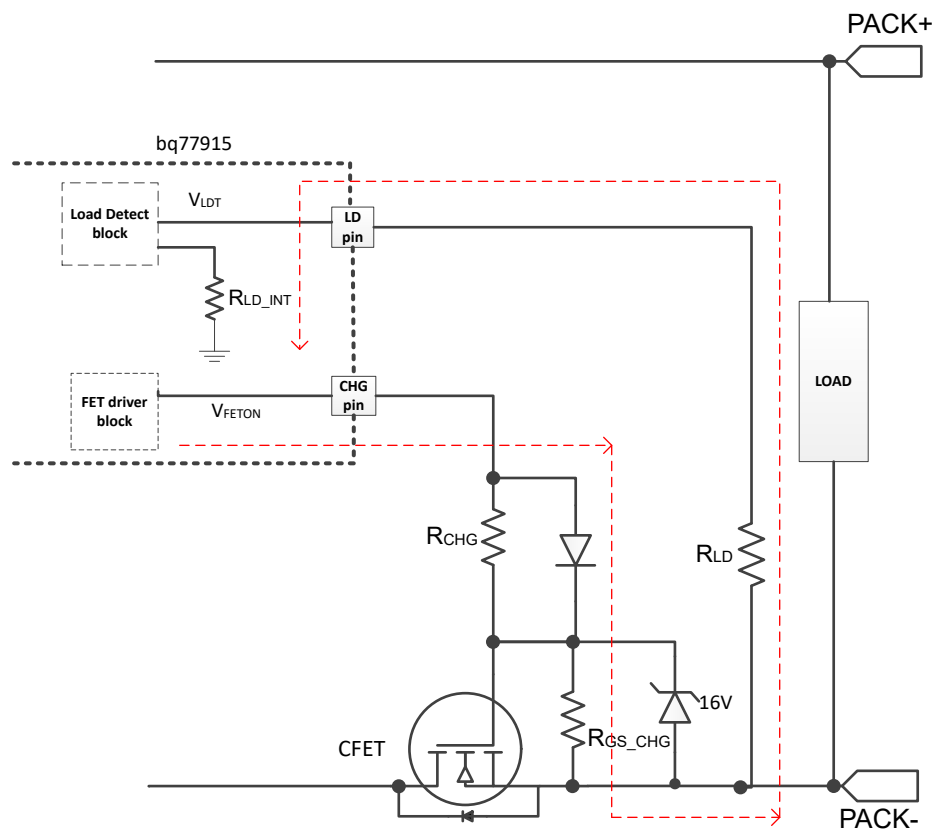 PACK+
bq77915
Load Detect
block
VLDT
LD
pin
RLD_INT
FET driver
block
VFETON
CHG
pin
LOAD
RCHG
RLD
16V
RGS_CHG
CFET
PACK-